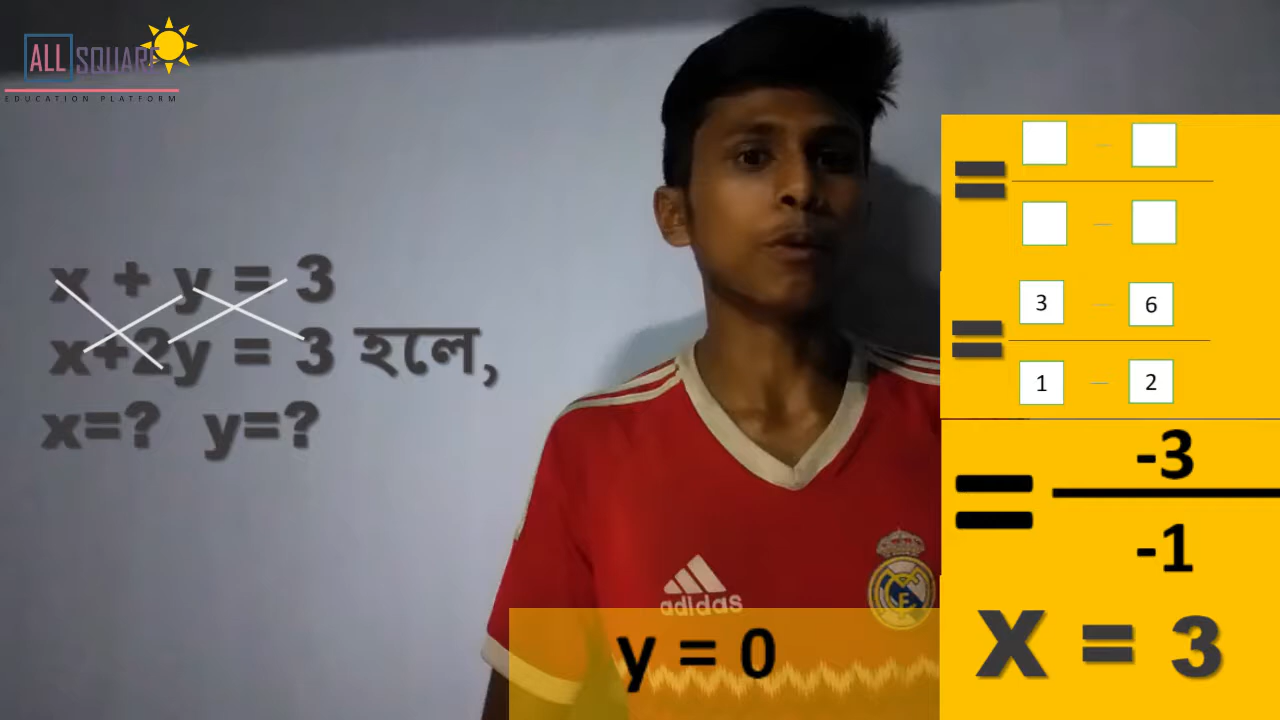 ALL SQUARE
EDUCATION PLATFORM
x + y = 3
x+2y = 3 হলে,
x=? y=?
= – / –
= 3 – 6
1 – 2
= -3
-1
x = 3
adidas
y = 0